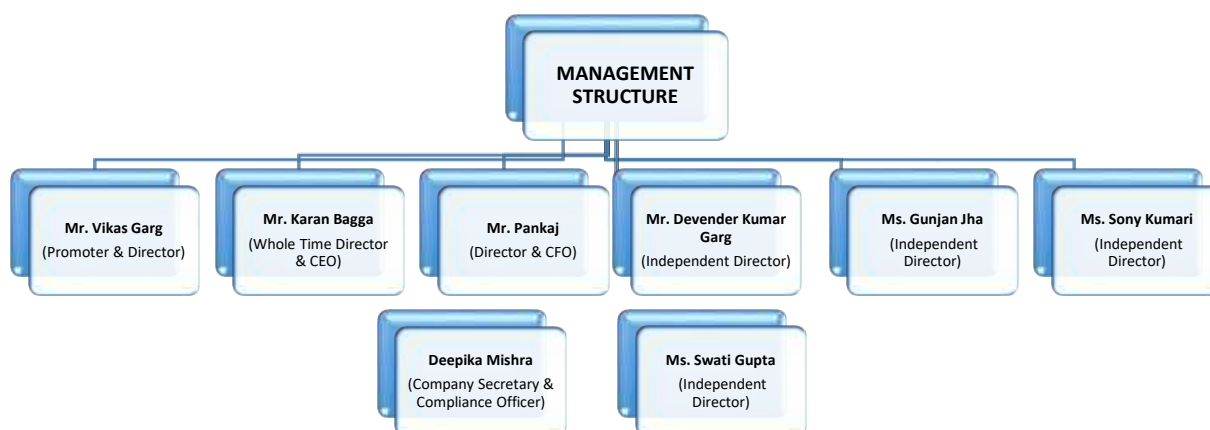 MANAGEMENT
STRUCTURE
Mr. Vikas Garg
(Promoter & Director)
Mr. Karan Bagga
(Whole Time Director
& CEO)
Mr. Pankaj
(Director & CFO)
Mr. Devender Kumar
Garg
(Independent Director)
Ms. Gunjan Jha
(Independent
Director)
Ms. Sony Kumari
(Independent
Director)
Deepika Mishra
(Company Secretary &
Compliance Officer)
Ms. Swati Gupta
(Independent
Director)